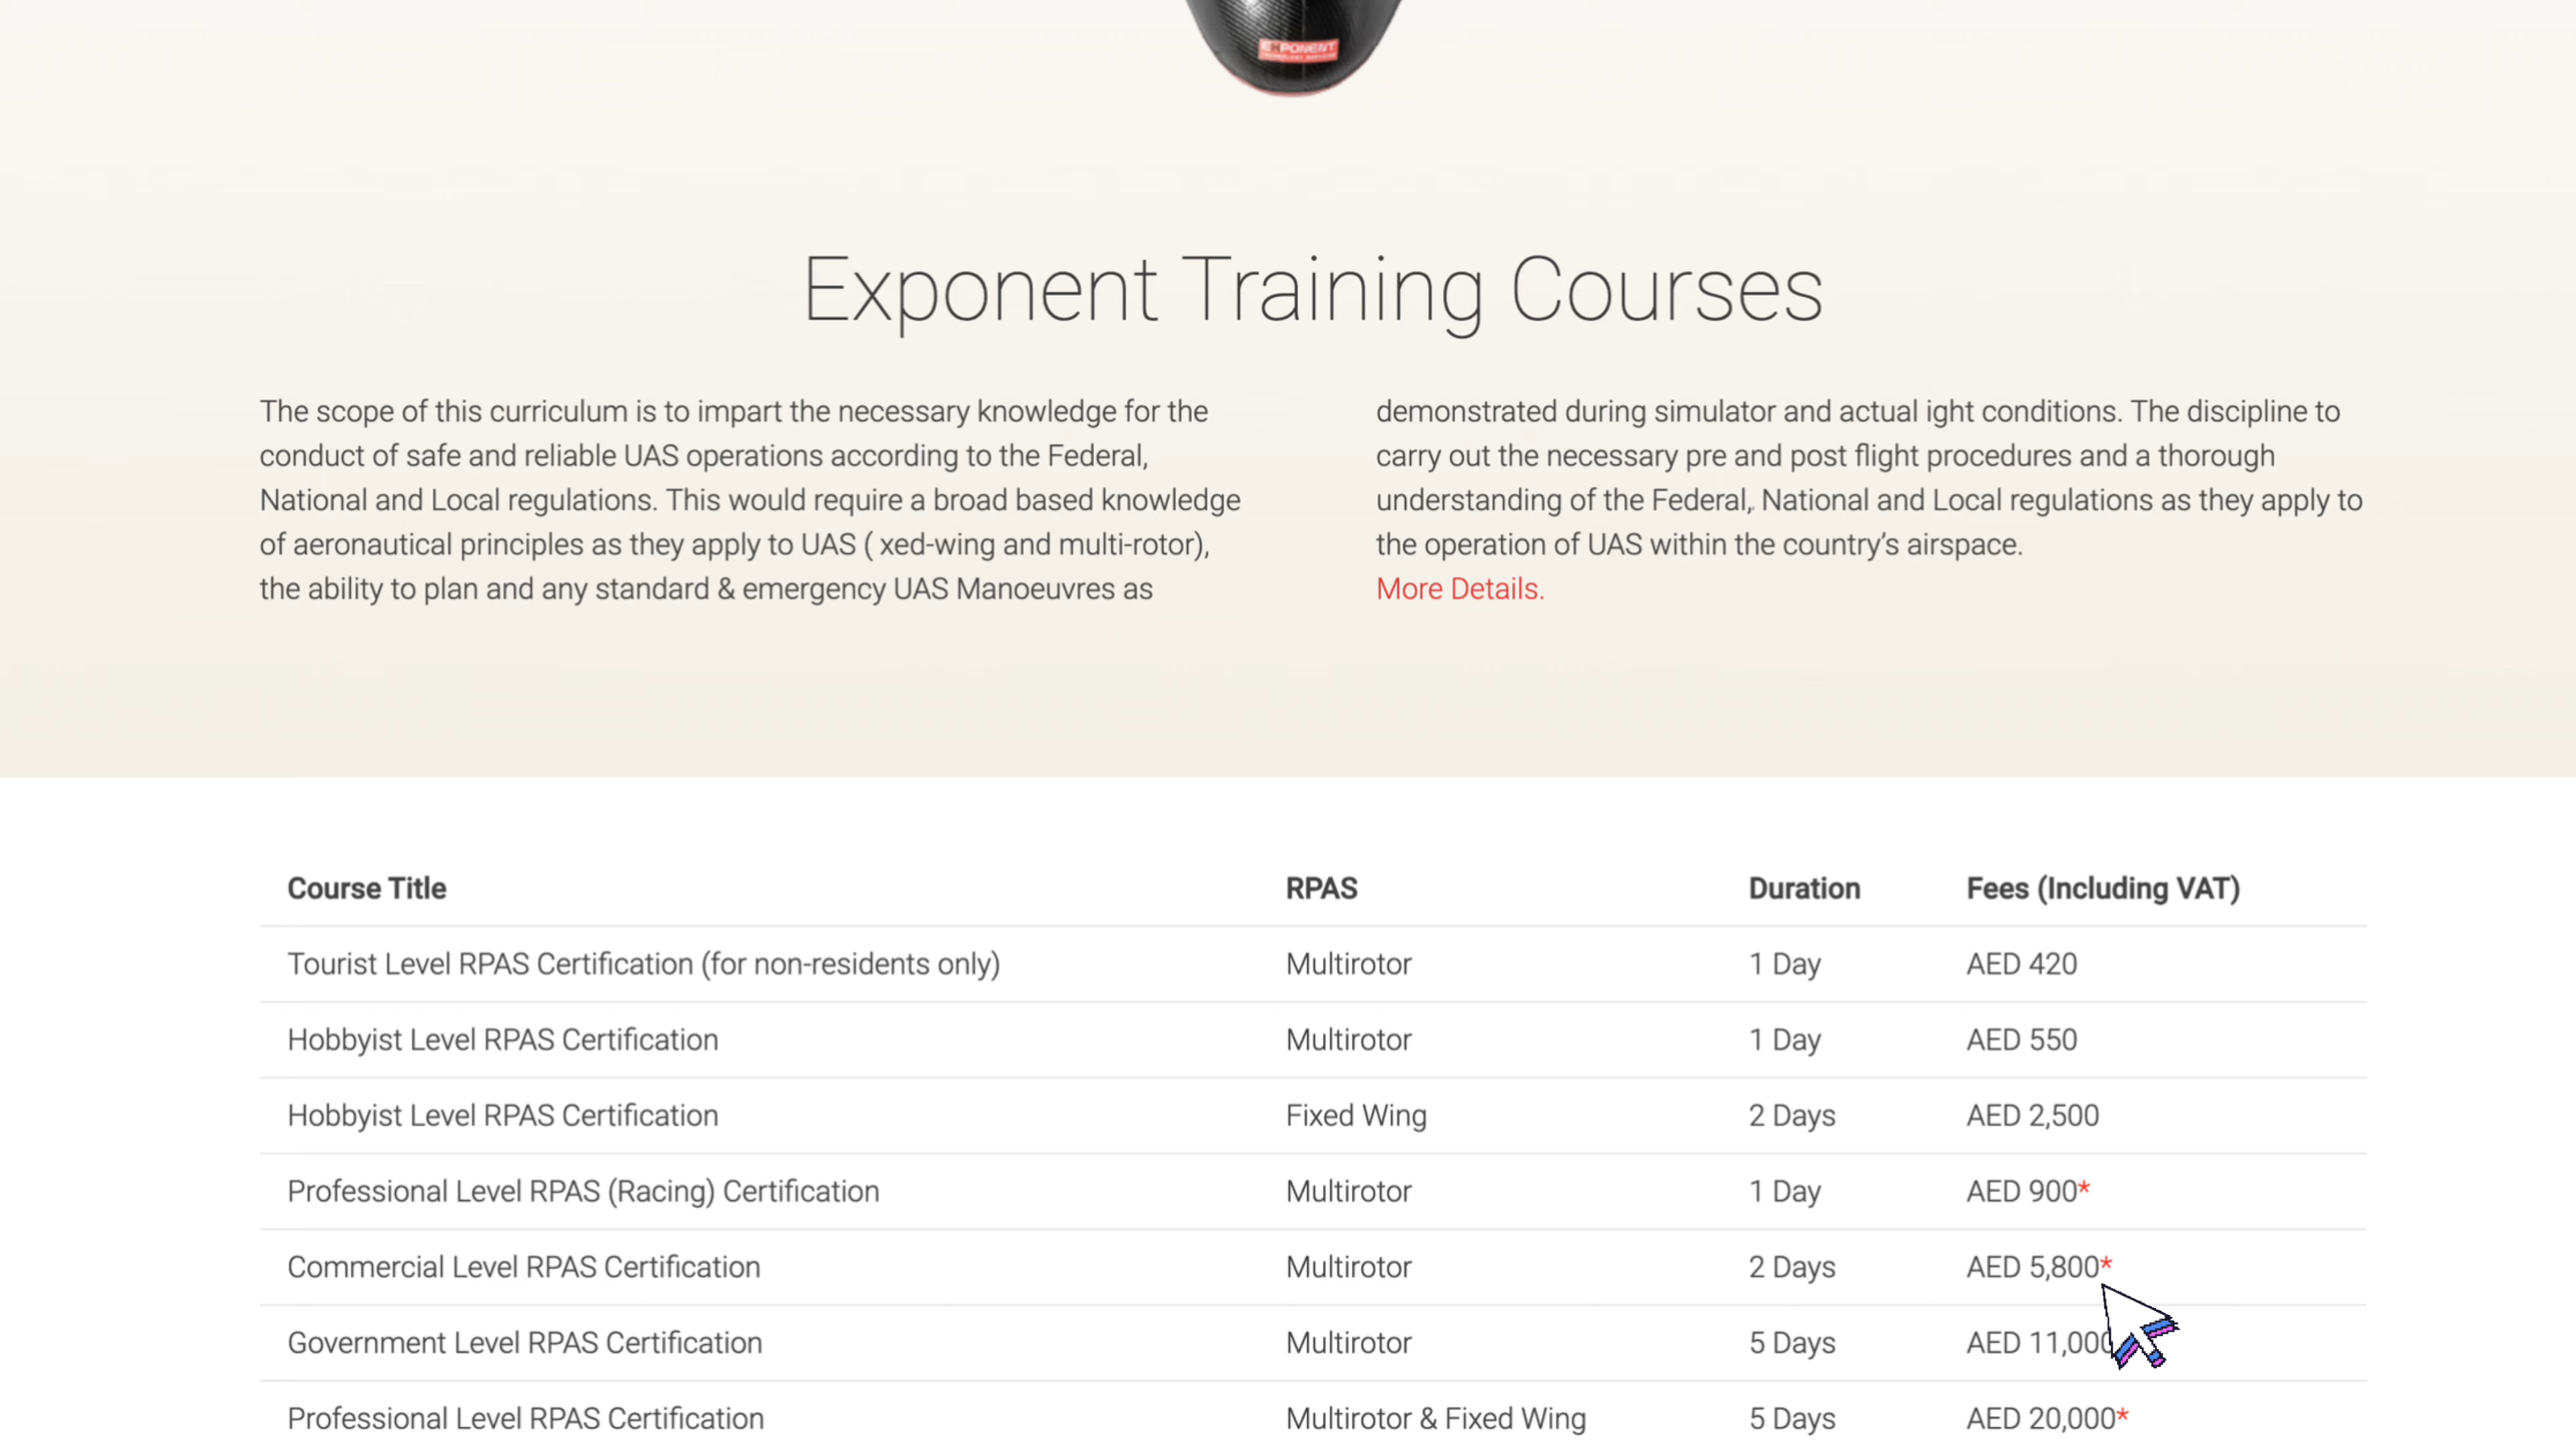 EXPONENT
Exponent Training Courses
The scope of this curriculum is to impart the necessary knowledge for the
conduct of safe and reliable UAS operations according to the Federal,
National and Local regulations. This would require a broad based knowledge
of aeronautical principles as they apply to UAS ( xed-wing and multi-rotor),
the ability to plan and any standard & emergency UAS Manoeuvres as
demonstrated during simulator and actual ight conditions. The discipline to
carry out the necessary pre and post flight procedures and a thorough
understanding of the Federal, National and Local regulations as they apply to
the operation of UAS within the country's airspace.
More Details.
Course Title RPAS Duration Fees (Including VAT)
Tourist Level RPAS Certification (for non-residents only) Multirotor 1 Day AED 420
Hobbyist Level RPAS Certification Multirotor 1 Day AED 550
Hobbyist Level RPAS Certification Fixed Wing 2 Days AED 2,500
Professional Level RPAS (Racing) Certification Multirotor 1 Day AED 900*
Commercial Level RPAS Certification Multirotor 2 Days AED 5,800*
Government Level RPAS Certification Multirotor 5 Days AED 11,000
Professional Level RPAS Certification Multirotor & Fixed Wing 5 Days AED 20,000*